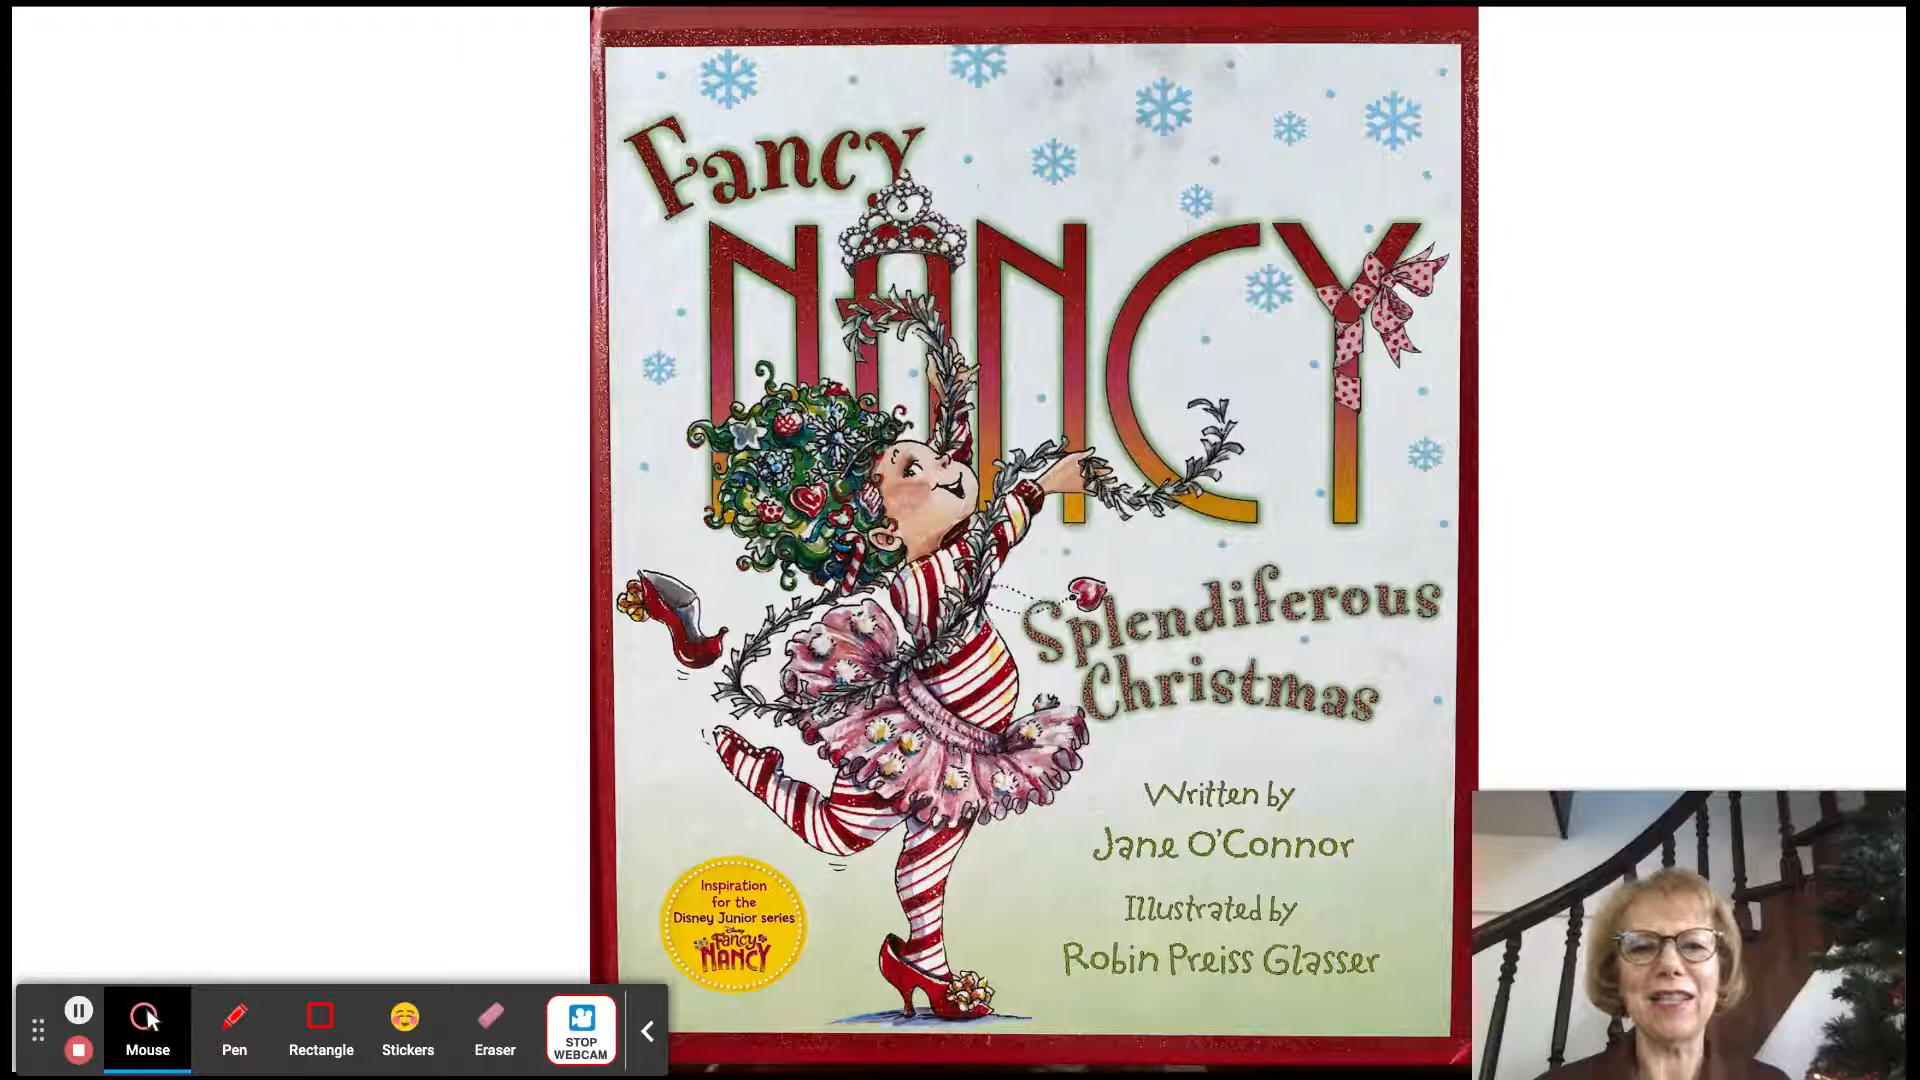 Fancy
NANCY
Splendiferous
Christmas
Written by
Jane O'Connor
Illustrated by
Robin Preiss Glasser
Inspiration
for the
Disney Junior series
Disney
Fancy
NANCY
Mouse
Pen
Rectangle
Stickers
Eraser
STOP
WEBCAM